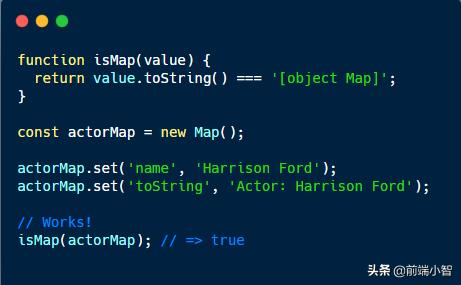 function isMap(value) {
  return value.toString() === '[object Map]';
}
const actorMap = new Map();
actorMap.set('name', 'Harrison Ford');
actorMap.set('toString', 'Actor: Harrison Ford');
// Works!
isMap(actorMap); // => true
头条 @前端小智